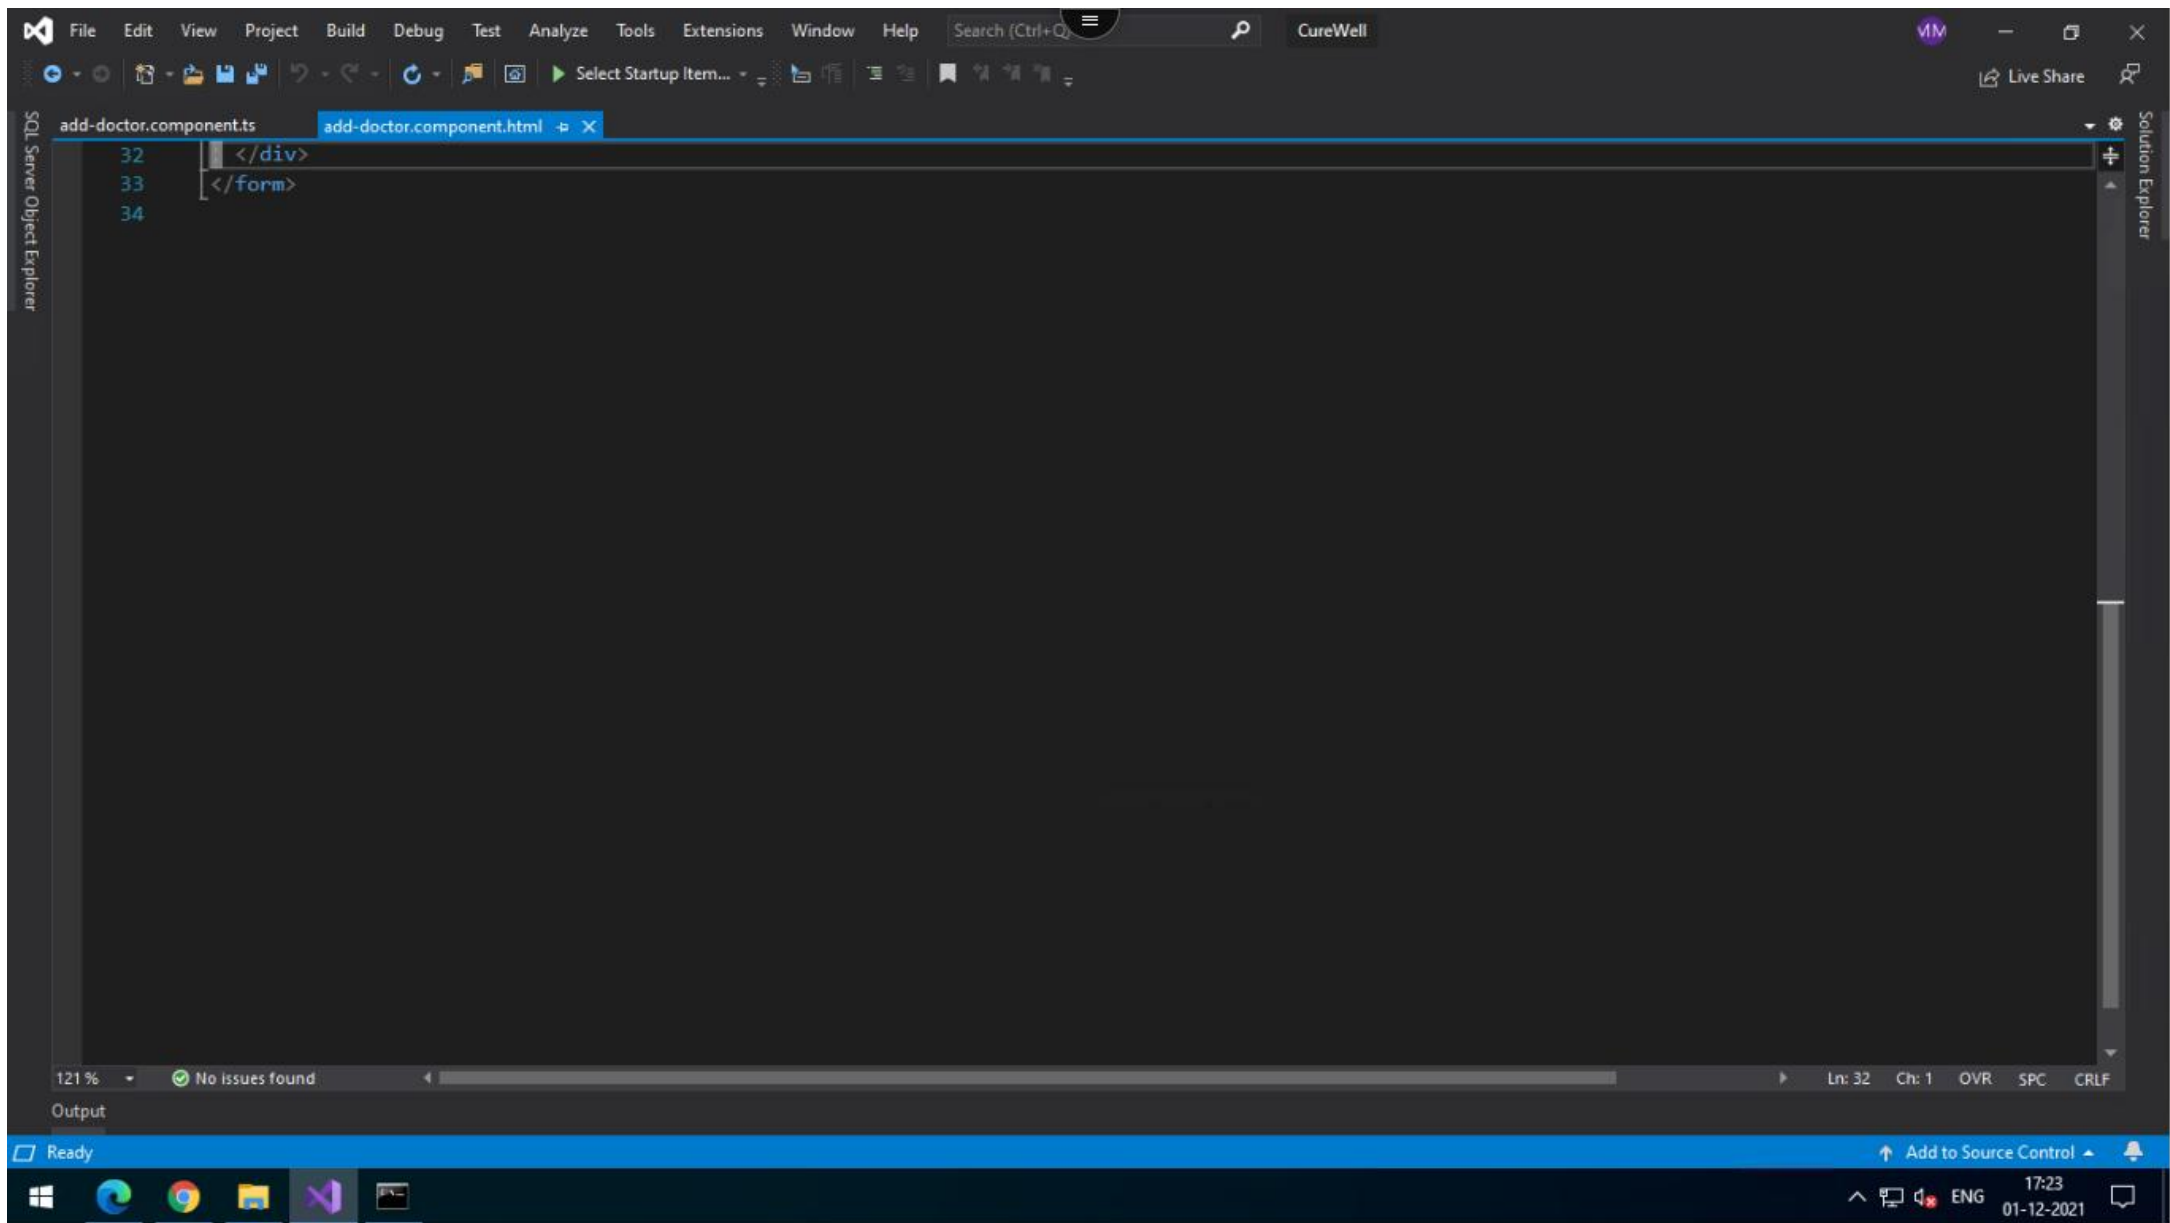 File Edit View Project Build Debug Test Analyze Tools Extensions Window Help Search (Ctrl+Q) CureWell MM
Select Startup Item... Live Share
SQL Server Object Explorer
add-doctor.component.ts add-doctor.component.html
Solution Explorer
32 </div>
33 </form>
34
121 % No issues found Ln: 32 Ch: 1 OVR SPC CRLF
Output
Ready Add to Source Control
ENG 17:23
01-12-2021